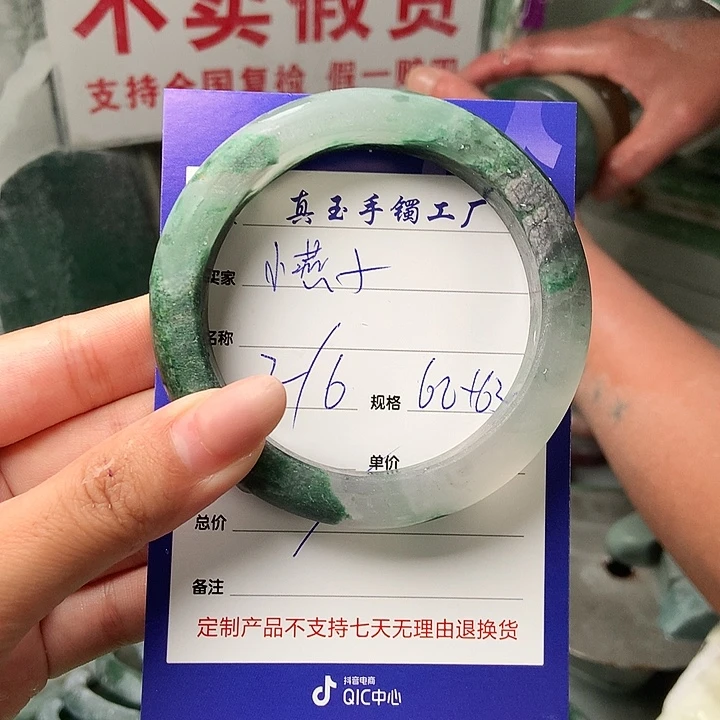 不卖假货
支持全国复检 假一赔四
真玉手镯工厂
买家 小燕子
名称
规格 62+63
单价
总价
备注
定制产品不支持七天无理由退换货
抖音电商
QIC中心